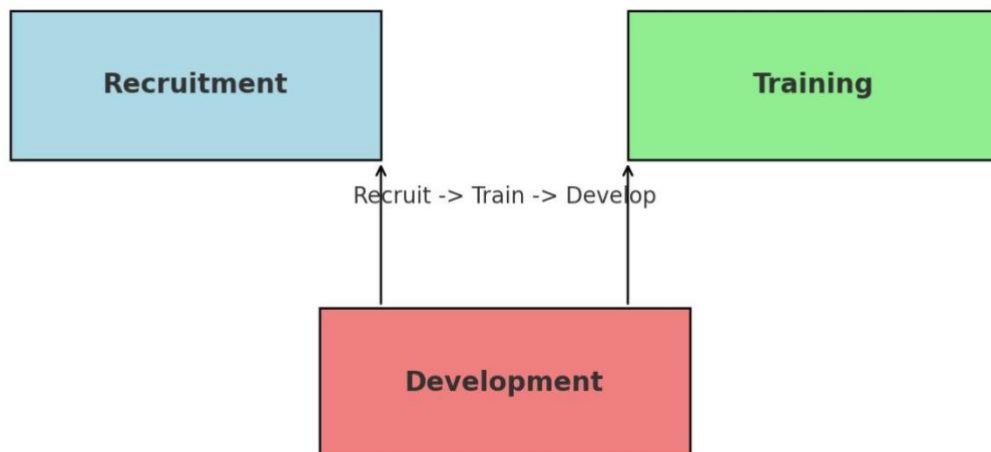 Recruitment
Training
Recruit -> Train -> Develop
Development